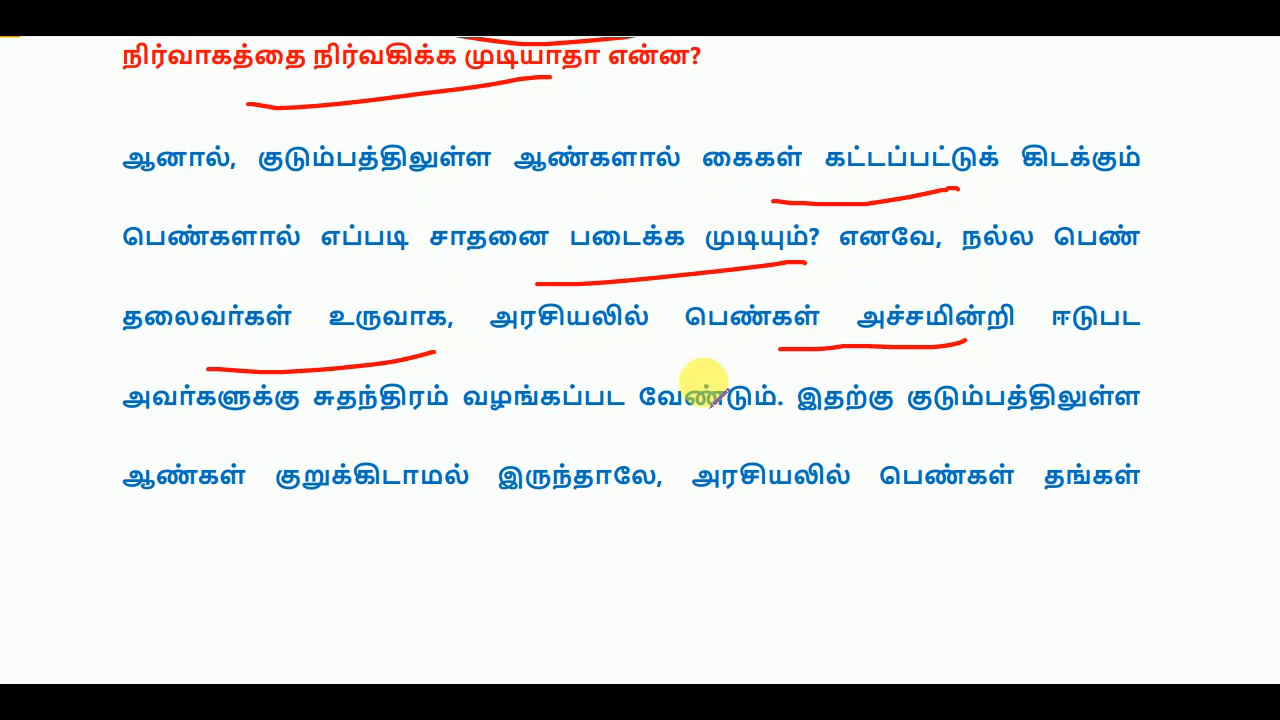 நிர்வாகத்தை நிர்வகிக்க முடியாதா என்ன?
ஆனால், குடும்பத்திலுள்ள ஆண்களால் கைகள் கட்டப்பட்டுக் கிடக்கும்
பெண்களால் எப்படி சாதனை படைக்க முடியும்? எனவே, நல்ல பெண்
தலைவர்கள் உருவாக, அரசியலில் பெண்கள் அச்சமின்றி ஈடுபட
அவர்களுக்கு சுதந்திரம் வழங்கப்பட வேண்டும். இதற்கு குடும்பத்திலுள்ள
ஆண்கள் குறுக்கிடாமல் இருந்தாலே, அரசியலில் பெண்கள் தங்கள்